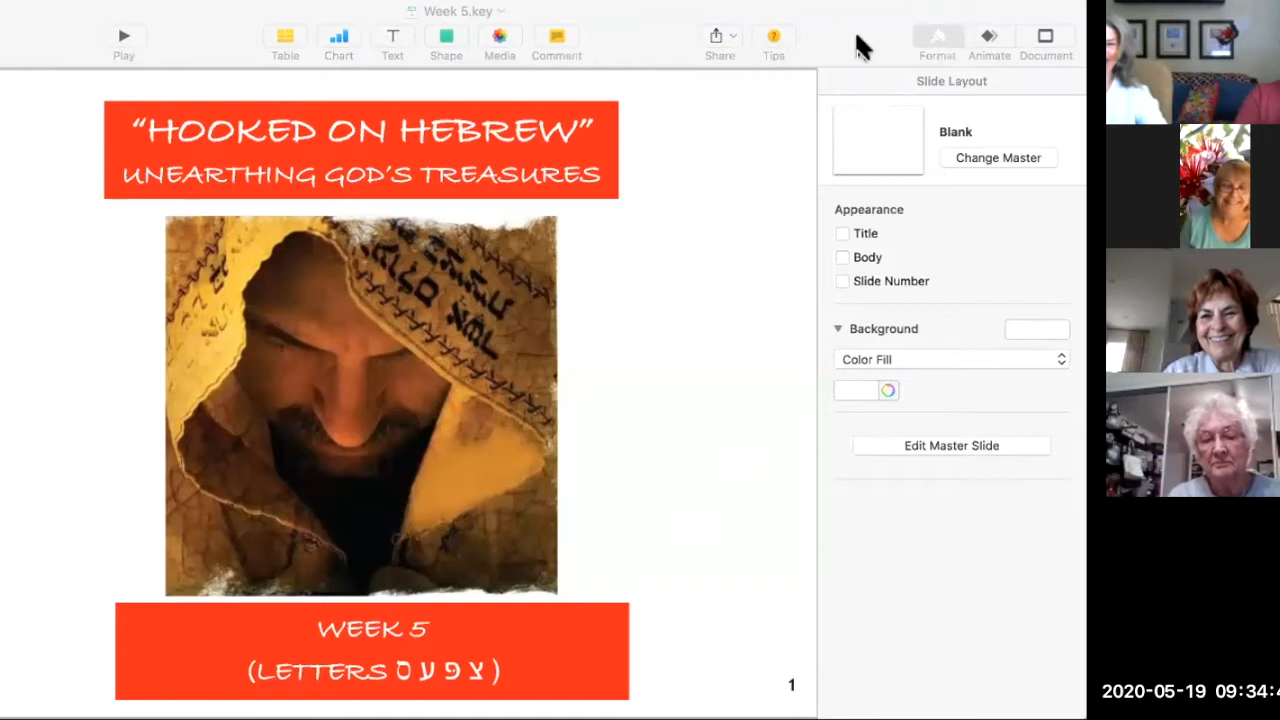 Week 5.key
Play
Table
Chart
Text
Shape
Media
Comment
Share
Tips
Format
Animate
Document
"HOOKED ON HEBREW"
UNEARTHING GOD'S TREASURES
WEEK 5
(LETTERS ס ע פ צ )
1
Slide Layout
Blank
Change Master
Appearance
Title
Body
Slide Number
Background
Color Fill
Edit Master Slide
2020-05-19 09:34:4